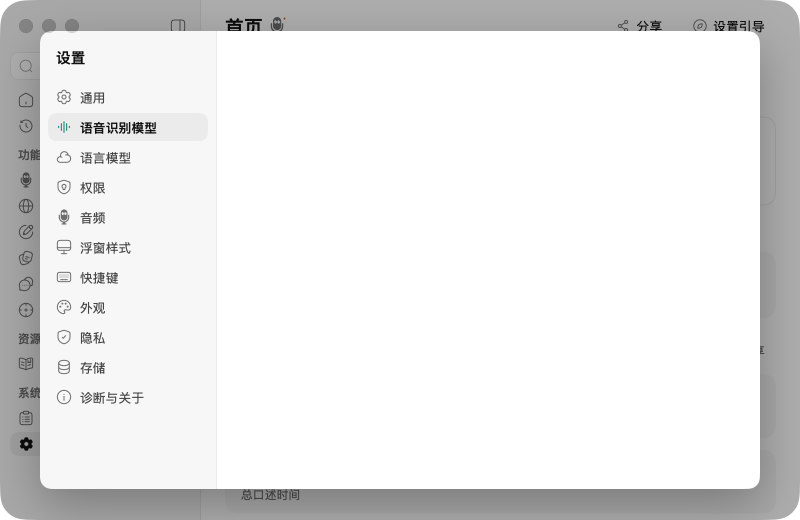 首页
分享
设置引导
设置
通用
语音识别模型
语言模型
权限
音频
浮窗样式
快捷键
外观
隐私
存储
诊断与关于
功能
资源
系统
享
总口述时间